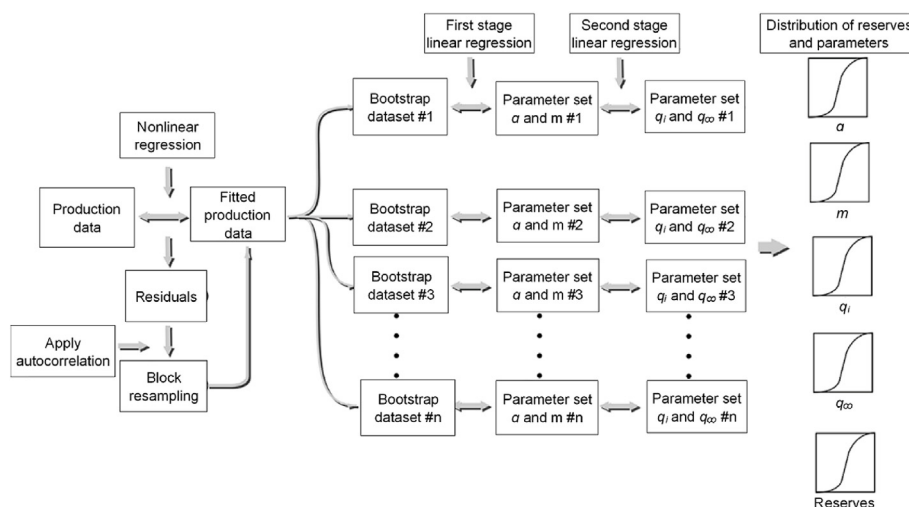 First stage
linear regression
Second stage
linear regression
Distribution of reserves
and parameters
Nonlinear
regression
Production
data
Fitted
production
data
Residuals
Apply
autocorrelation
Block
resampling
Bootstrap
dataset #1
Parameter set
α and m #1
Parameter set
qi and q∞ #1
Bootstrap
dataset #2
Parameter set
α and m #2
Parameter set
qi and q∞ #2
Bootstrap
dataset #3
Parameter set
α and m #3
Parameter set
qi and q∞ #3
Bootstrap
dataset #n
Parameter set
α and m #n
Parameter set
qi and q∞ #n
α
m
qi
q∞
Reserves